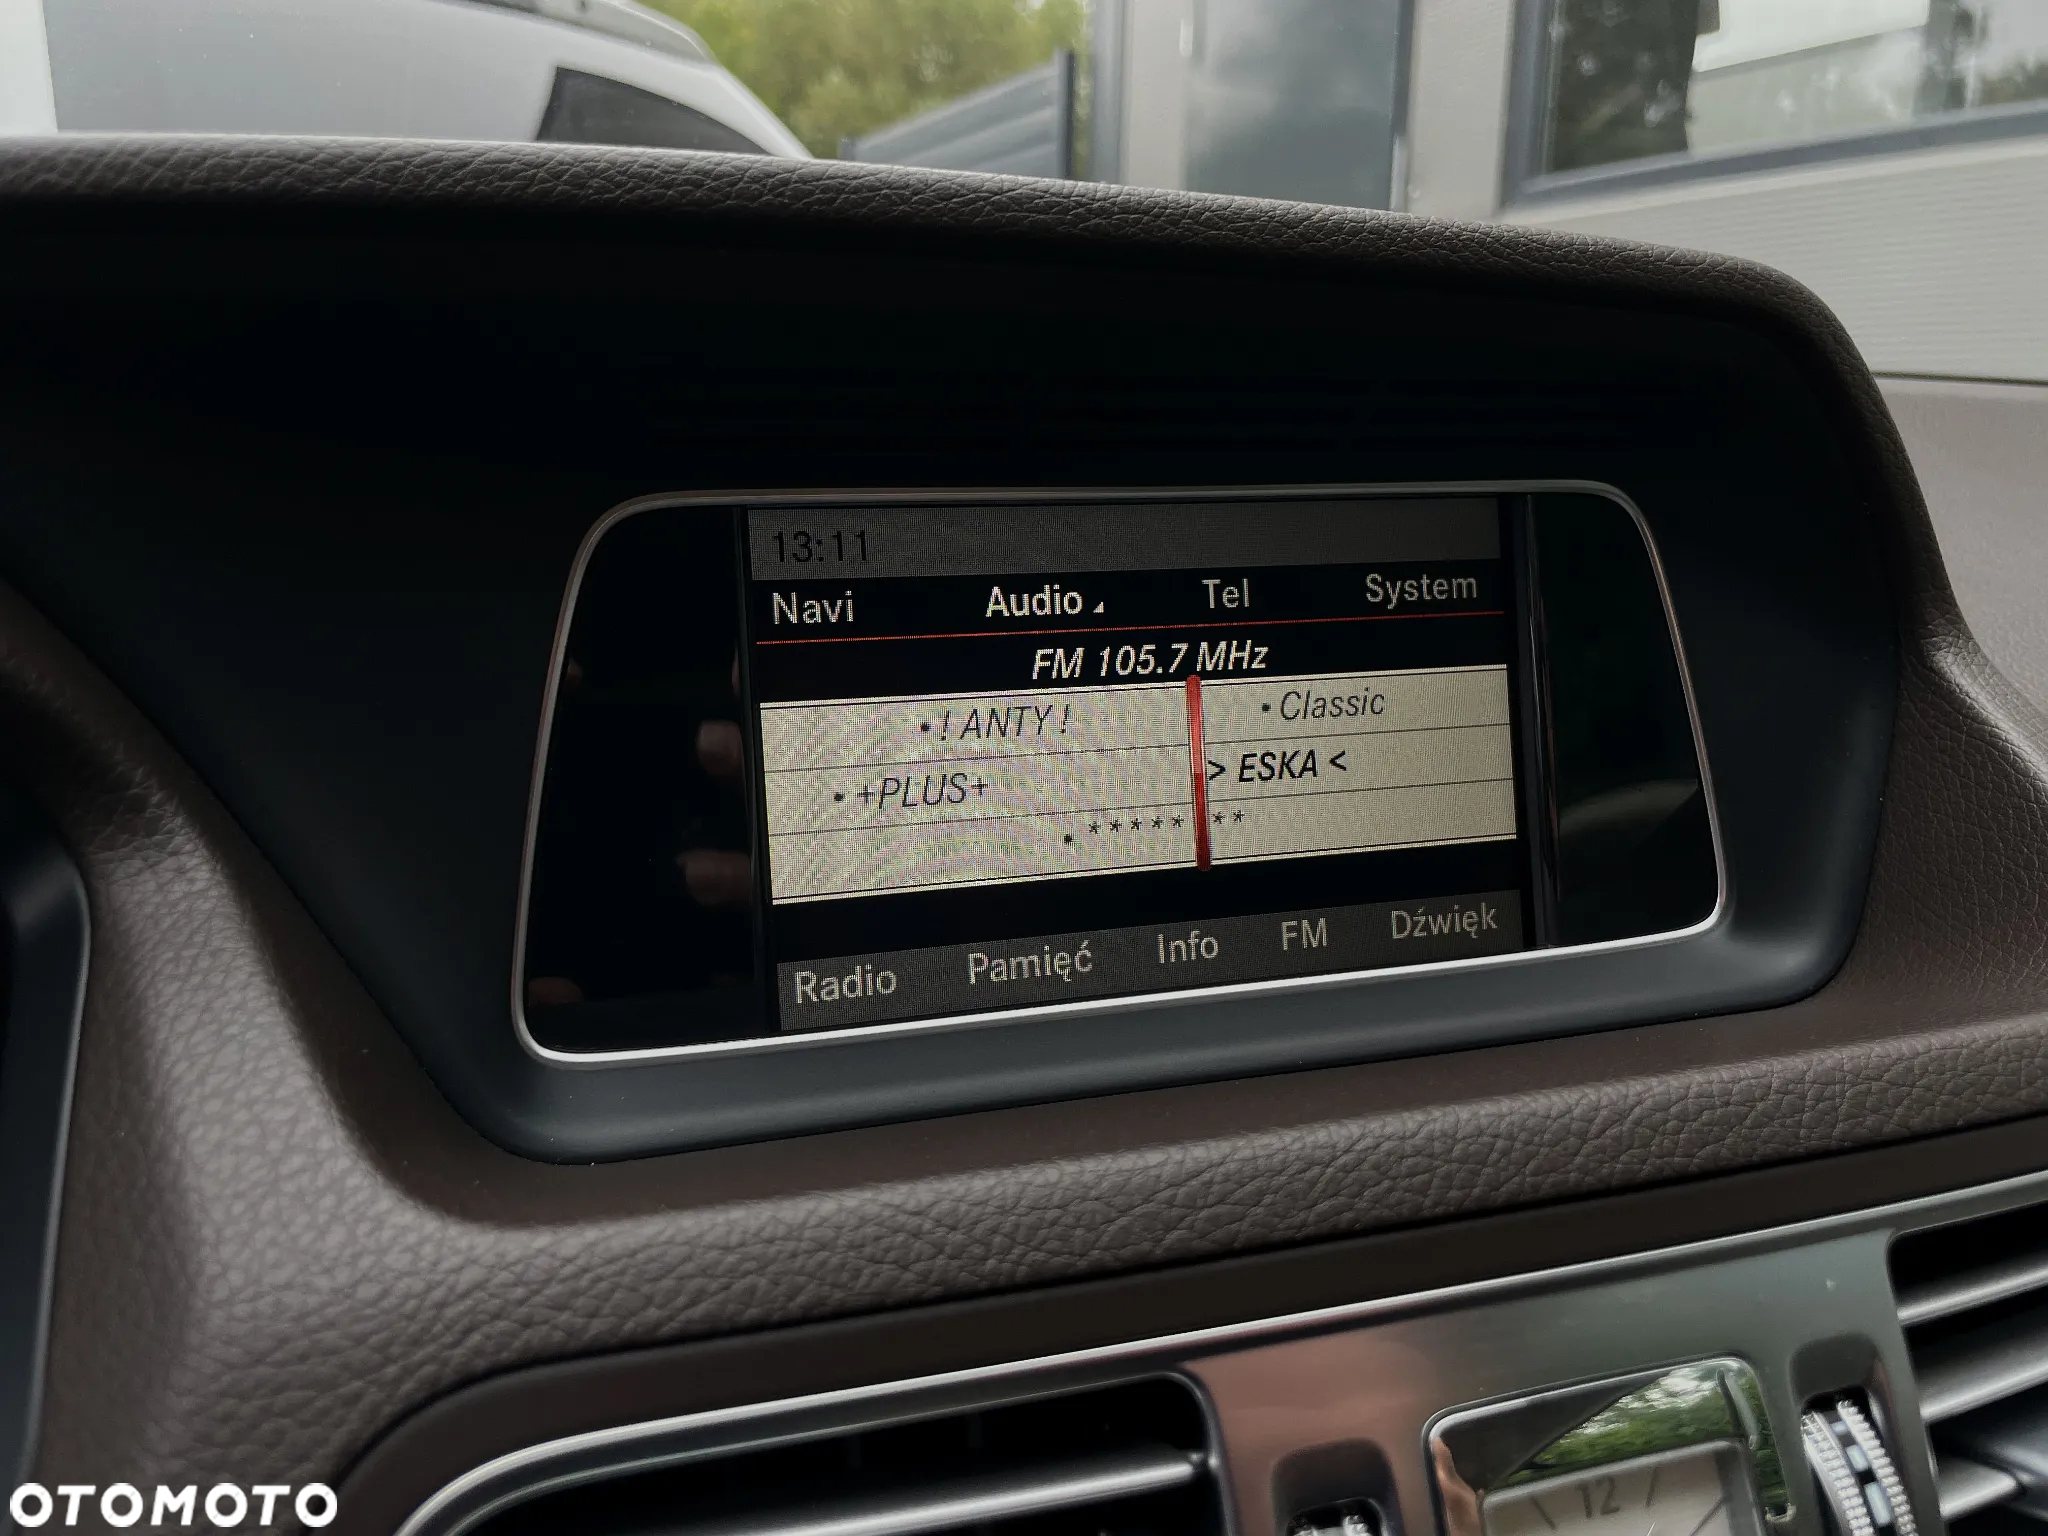 13:11
Navi Audio Tel System
FM 105.7 MHz
• ! ANTY ! • Classic
• +PLUS+ > ESKA <
• * * * * * * *
Radio Pamięć Info FM Dźwięk
12
OTOMOTO